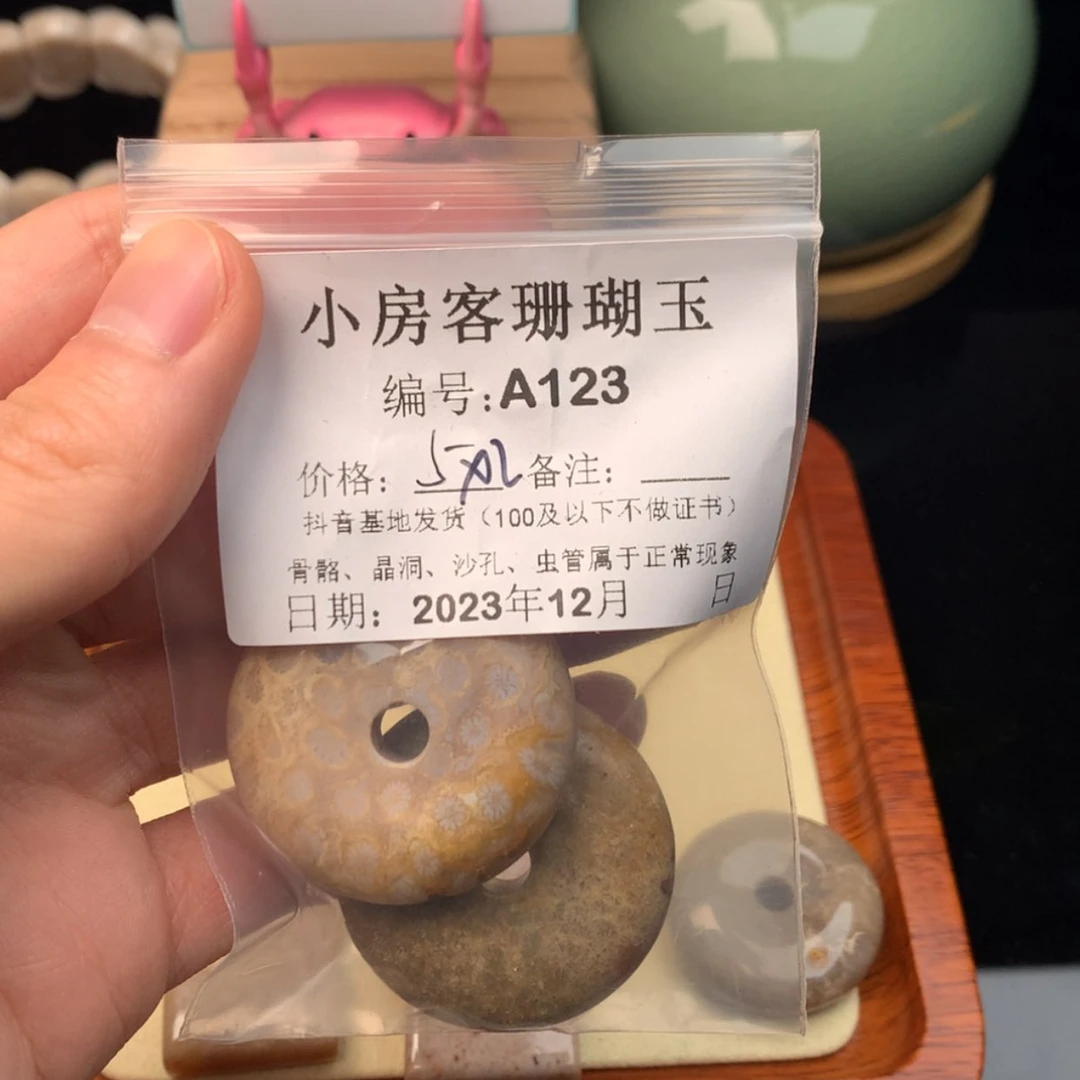 小房客珊瑚玉
编号:A123
价格: 备注:
抖音基地发货（100及以下不做证书）
骨骼、晶洞、沙孔、虫管属于正常现象
日期: 2023年12月 日